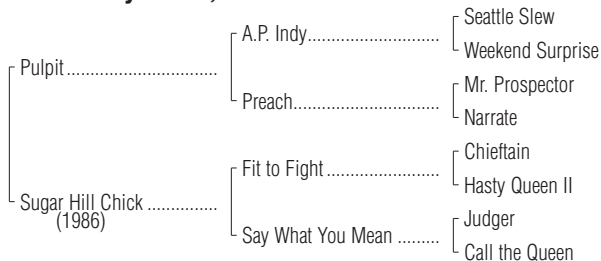 Seattle Slew
A.P. Indy..............................
Weekend Surprise
Pulpit..................................
Mr. Prospector
Preach.................................
Narrate
Chieftain
Fit to Fight .........................
Hasty Queen II
Sugar Hill Chick ...............
(1986)
Judger
Say What You Mean .........
Call the Queen